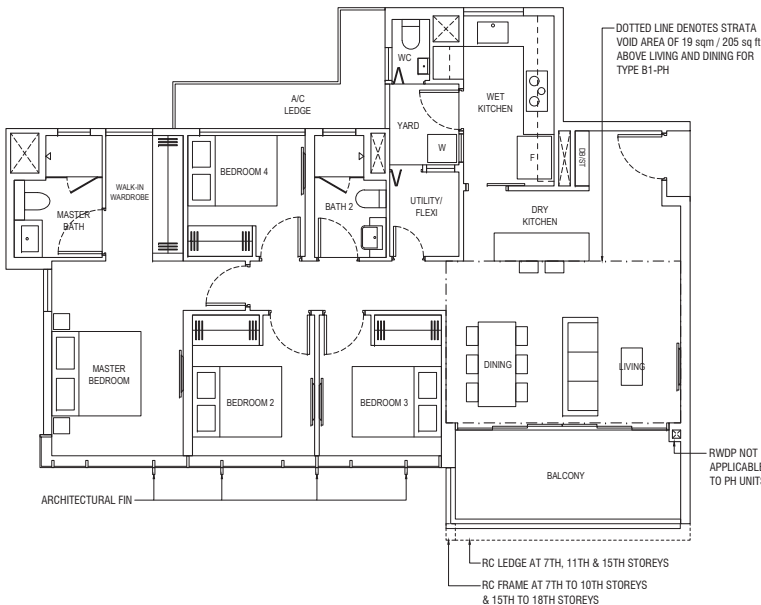 DOTTED LINE DENOTES STRATA
VOID AREA OF 19 sqm / 205 sq ft
ABOVE LIVING AND DINING FOR
TYPE B1-PH
WC
A/C
LEDGE
WET
KITCHEN
YARD
W
F
DB/ST
BEDROOM 4
WALK-IN
WARDROBE
MASTER
BATH
BATH 2
UTILITY/
FLEXI
DRY
KITCHEN
MASTER
BEDROOM
DINING
LIVING
BEDROOM 2
BEDROOM 3
BALCONY
RWDP NOT
APPLICABLE
TO PH UNITS
ARCHITECTURAL FIN
RC LEDGE AT 7TH, 11TH & 15TH STOREYS
RC FRAME AT 7TH TO 10TH STOREYS
& 15TH TO 18TH STOREYS